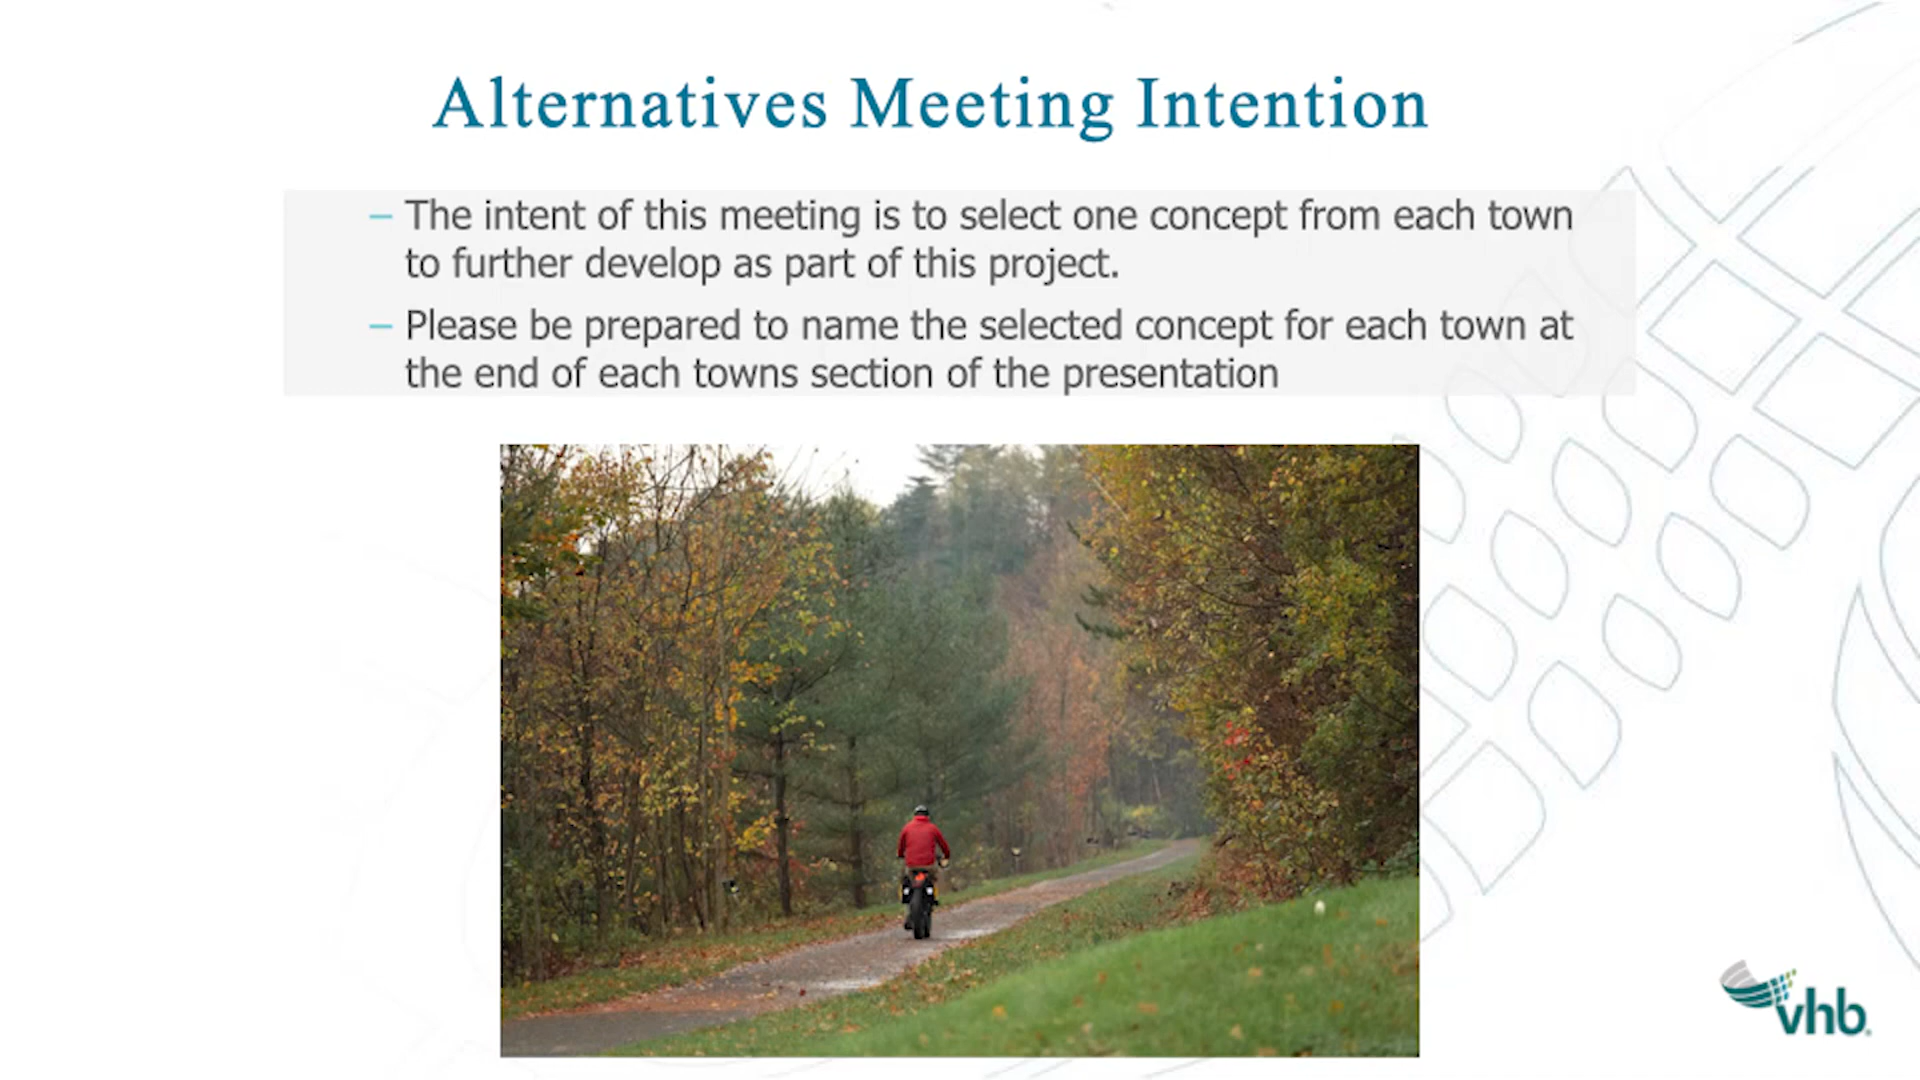 Alternatives Meeting Intention
– The intent of this meeting is to select one concept from each town
to further develop as part of this project.
– Please be prepared to name the selected concept for each town at
the end of each towns section of the presentation
vhb